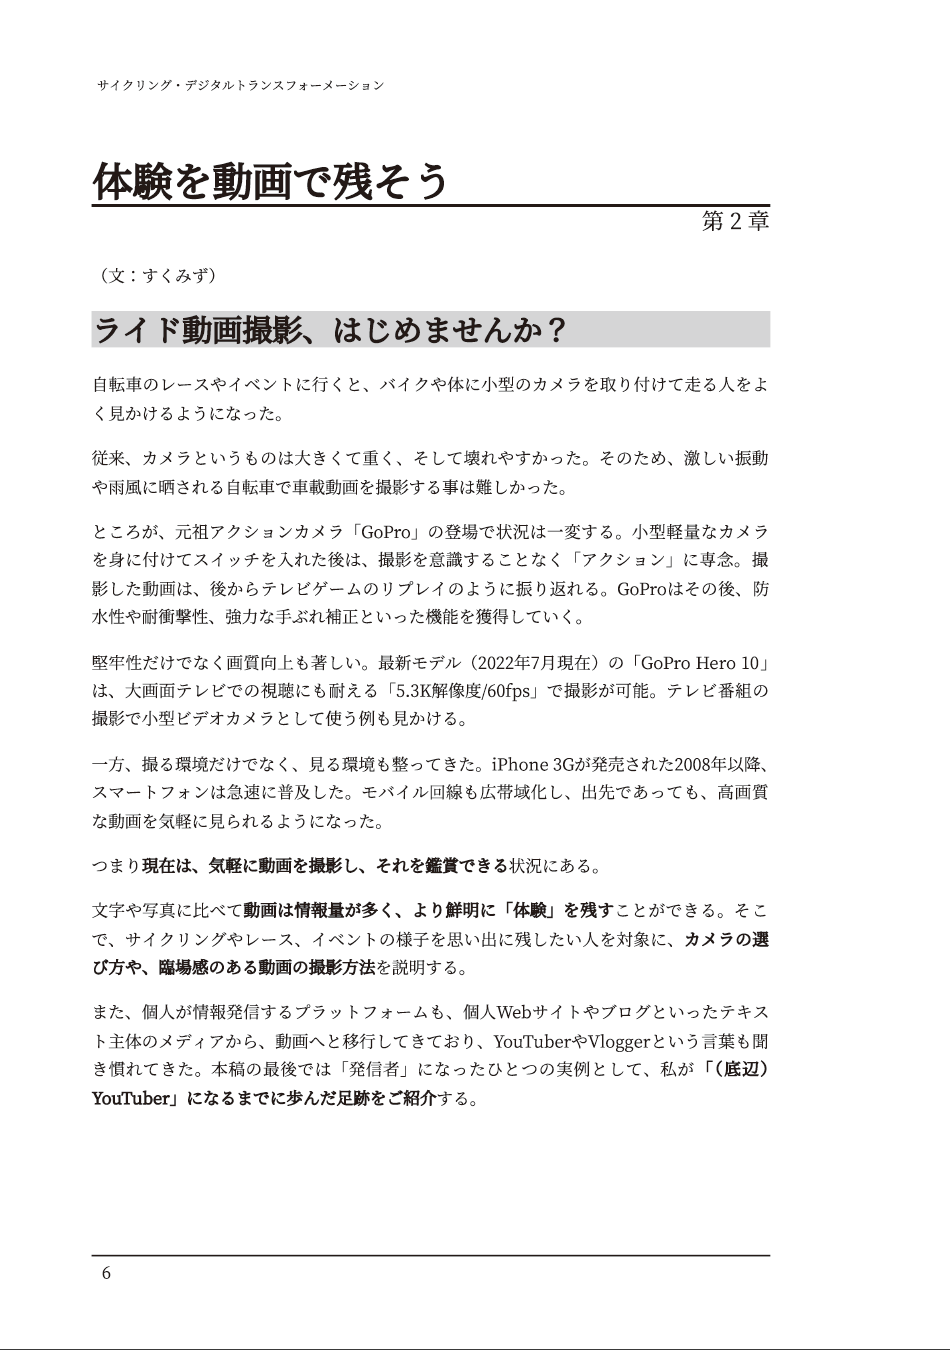 サイクリング・デジタルトランスフォーメーション
体験を動画で残そう
第 2 章
（文：すくみず）
ライド動画撮影、はじめませんか？
自転車のレースやイベントに行くと、バイクや体に小型のカメラを取り付けて走る人をよ
く見かけるようになった。
従来、カメラというものは大きくて重く、そして壊れやすかった。そのため、激しい振動
や雨風に晒される自転車で車載動画を撮影する事は難しかった。
ところが、元祖アクションカメラ「GoPro」の登場で状況は一変する。小型軽量なカメラ
を身に付けてスイッチを入れた後は、撮影を意識することなく「アクション」に専念。撮
影した動画は、後からテレビゲームのリプレイのように振り返れる。GoProはその後、防
水性や耐衝撃性、強力な手ぶれ補正といった機能を獲得していく。
堅牢性だけでなく画質向上も著しい。最新モデル（2022年7月現在）の「GoPro Hero 10」
は、大画面テレビでの視聴にも耐える「5.3K解像度/60fps」で撮影が可能。テレビ番組の
撮影で小型ビデオカメラとして使う例も見かける。
一方、撮る環境だけでなく、見る環境も整ってきた。iPhone 3Gが発売された2008年以降、
スマートフォンは急速に普及した。モバイル回線も広帯域化し、出先であっても、高画質
な動画を気軽に見られるようになった。
つまり現在は、気軽に動画を撮影し、それを鑑賞できる状況にある。
文字や写真に比べて動画は情報量が多く、より鮮明に「体験」を残すことができる。そこ
で、サイクリングやレース、イベントの様子を思い出に残したい人を対象に、カメラの選
び方や、臨場感のある動画の撮影方法を説明する。
また、個人が情報発信するプラットフォームも、個人Webサイトやブログといったテキス
ト主体のメディアから、動画へと移行してきており、YouTuberやVloggerという言葉も聞
き慣れてきた。本稿の最後では「発信者」になったひとつの実例として、私が「（底辺）
YouTuber」になるまでに歩んだ足跡をご紹介する。
6